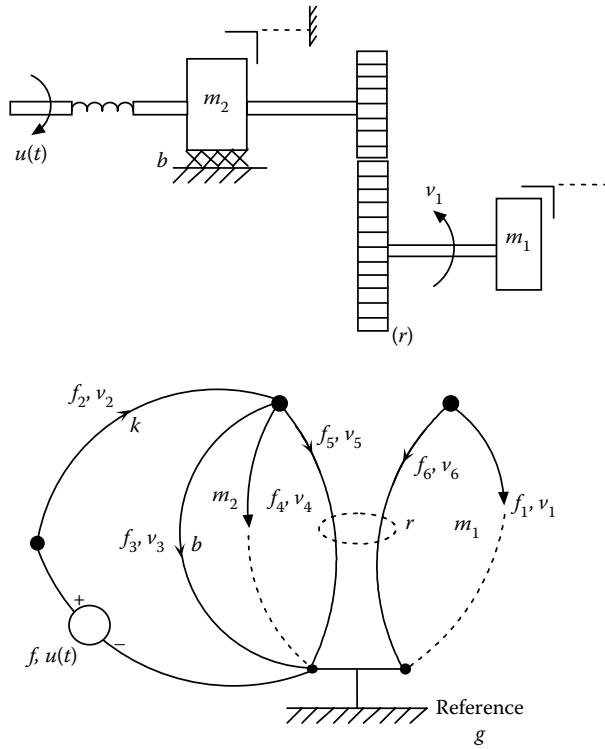 m₂
u(t)
b
v₁
m₁
(r)
f₂, v₂
k
f₅, v₅
f₆, v₆
m₂
f₄, v₄
r
m₁
f₁, v₁
f₃, v₃
b
+
−
f, u(t)
Reference
g